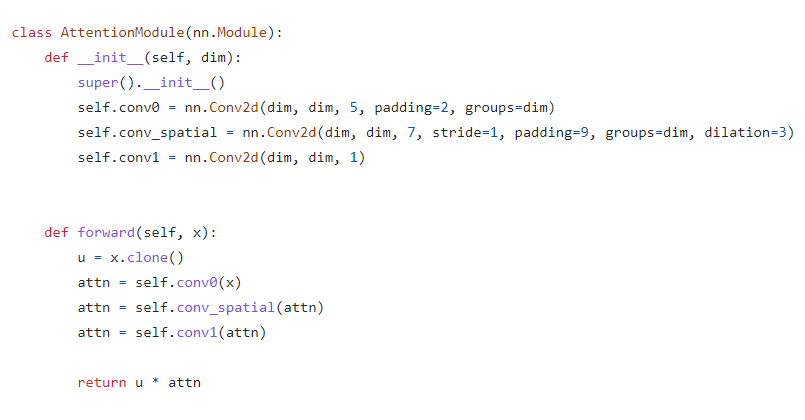 class AttentionModule(nn.Module):
    def __init__(self, dim):
        super().__init__()
        self.conv0 = nn.Conv2d(dim, dim, 5, padding=2, groups=dim)
        self.conv_spatial = nn.Conv2d(dim, dim, 7, stride=1, padding=9, groups=dim, dilation=3)
        self.conv1 = nn.Conv2d(dim, dim, 1)
    def forward(self, x):
        u = x.clone()
        attn = self.conv0(x)
        attn = self.conv_spatial(attn)
        attn = self.conv1(attn)
        return u * attn